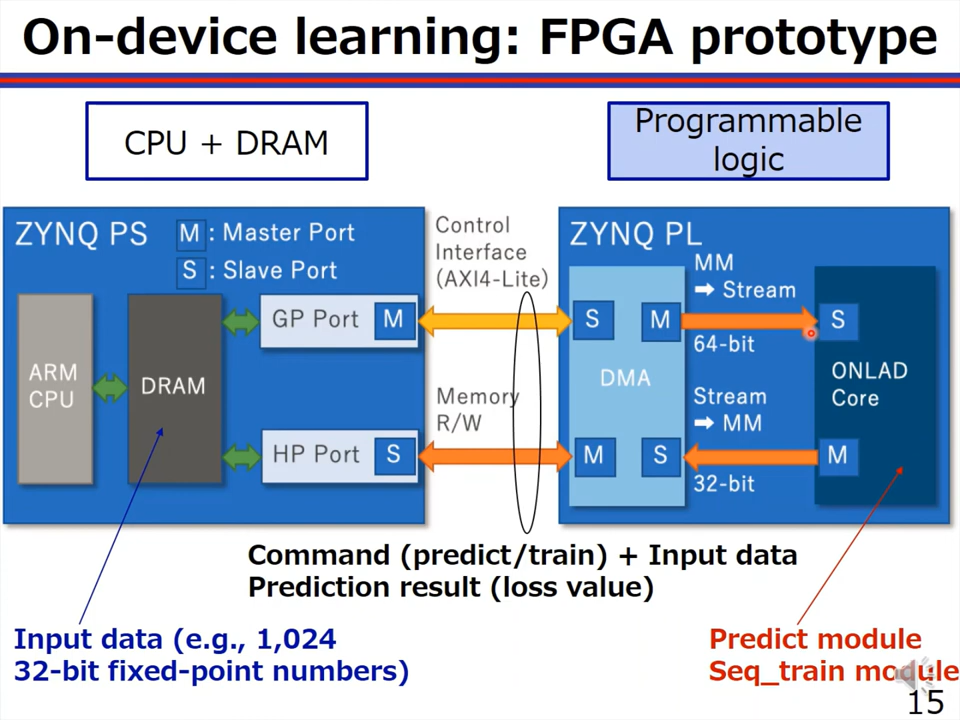 On-device learning: FPGA prototype
CPU + DRAM
Programmable
logic
ZYNQ PS
M : Master Port
S : Slave Port
ARM
CPU
DRAM
GP Port
M
HP Port
S
Control
Interface
(AXI4-Lite)
Memory
R/W
ZYNQ PL
S
M
DMA
M
S
MM
➡ Stream
64-bit
Stream
➡ MM
32-bit
S
ONLAD
Core
M
Command (predict/train) + Input data
Prediction result (loss value)
Input data (e.g., 1,024
32-bit fixed-point numbers)
Predict module
Seq_train module
15